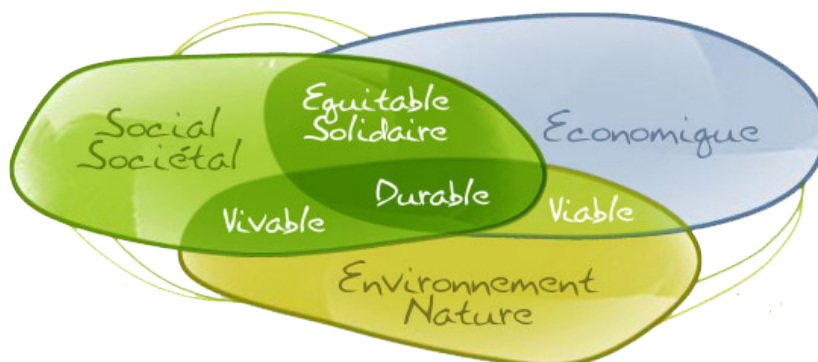 Equitable
Solidaire
Social
Sociétal
Economique
Durable
Vivable
Viable
Environnement
Nature